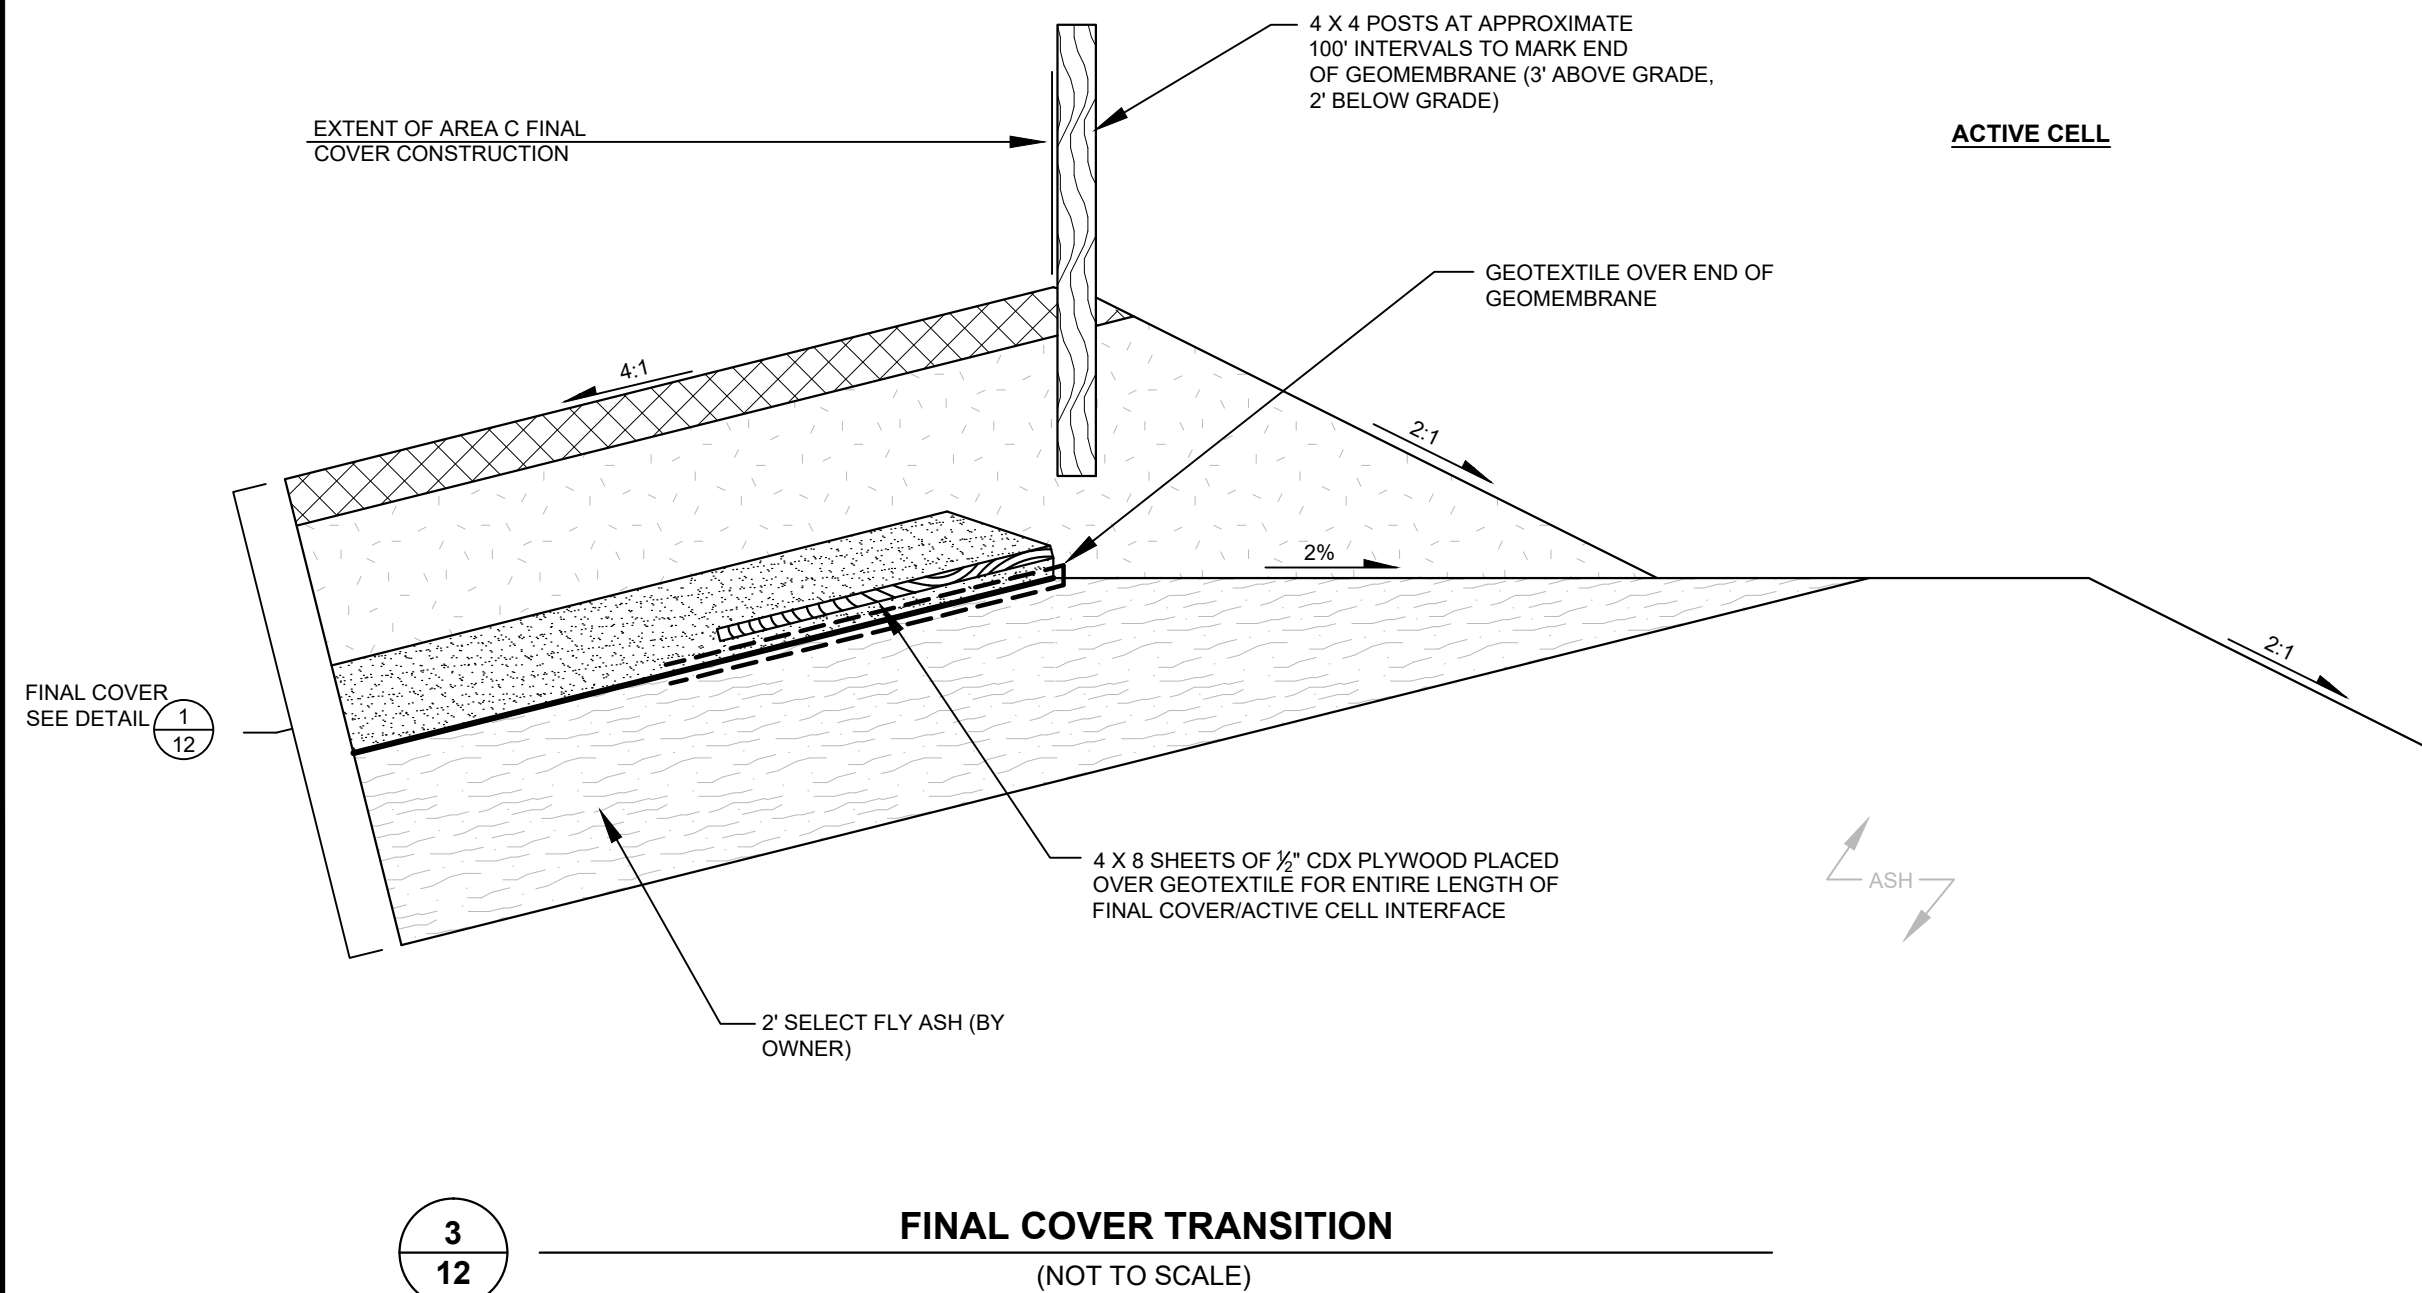 4 X 4 POSTS AT APPROXIMATE
100' INTERVALS TO MARK END
OF GEOMEMBRANE (3' ABOVE GRADE,
2' BELOW GRADE)
EXTENT OF AREA C FINAL
COVER CONSTRUCTION
ACTIVE CELL
GEOTEXTILE OVER END OF
GEOMEMBRANE
4:1
2:1
2%
2:1
FINAL COVER
SEE DETAIL
1
12
4 X 8 SHEETS OF ½" CDX PLYWOOD PLACED
OVER GEOTEXTILE FOR ENTIRE LENGTH OF
FINAL COVER/ACTIVE CELL INTERFACE
ASH
2' SELECT FLY ASH (BY
OWNER)
3
12
FINAL COVER TRANSITION
(NOT TO SCALE)